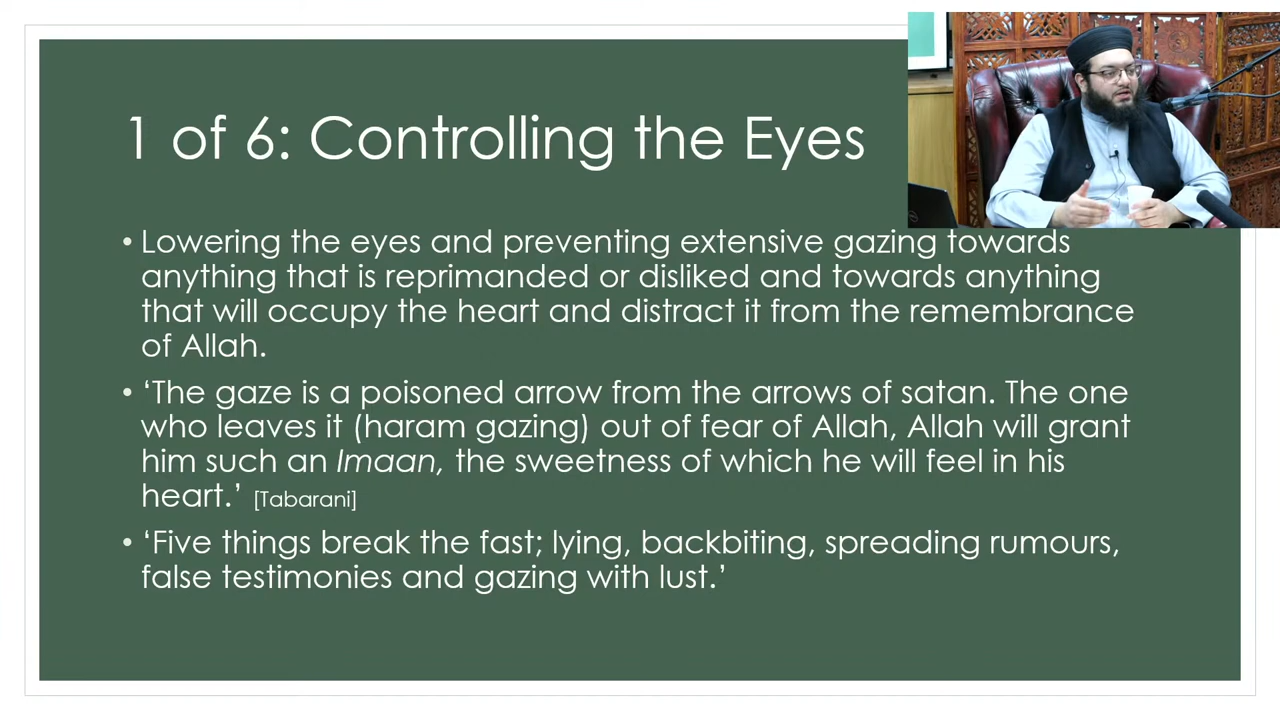 1 of 6: Controlling the Eyes
• Lowering the eyes and preventing extensive gazing towards
anything that is reprimanded or disliked and towards anything
that will occupy the heart and distract it from the remembrance
of Allah.
• ‘The gaze is a poisoned arrow from the arrows of satan. The one
who leaves it (haram gazing) out of fear of Allah, Allah will grant
him such an Imaan, the sweetness of which he will feel in his
heart.’ [Tabarani]
• ‘Five things break the fast; lying, backbiting, spreading rumours,
false testimonies and gazing with lust.’